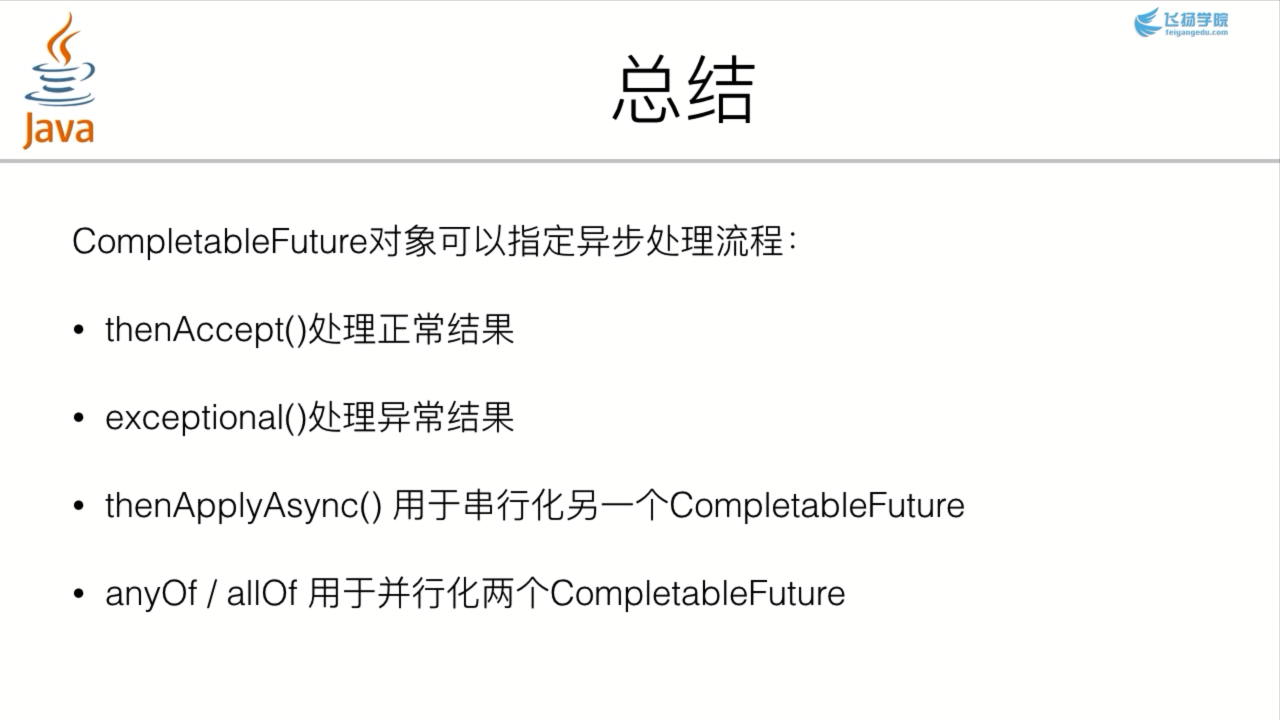 飞扬学院
feiyangedu.com
Java
总结
CompletableFuture对象可以指定异步处理流程：
• thenAccept()处理正常结果
• exceptional()处理异常结果
• thenApplyAsync() 用于串行化另一个CompletableFuture
• anyOf / allOf 用于并行化两个CompletableFuture